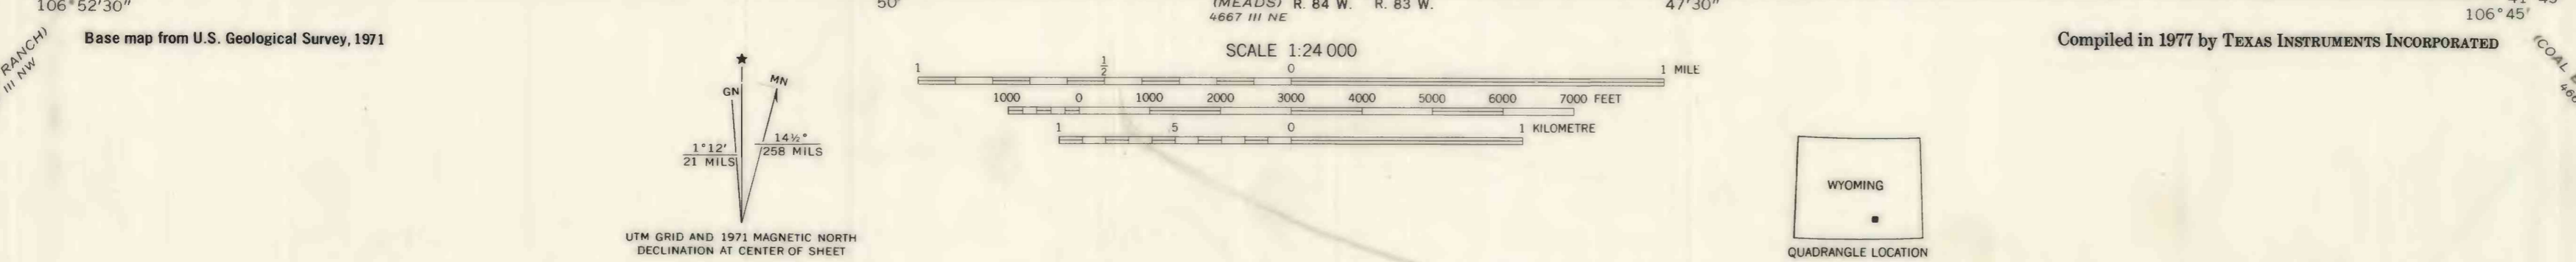 106°52'30" 50' (MEADS) R. 84 W. R. 83 W. 47'30"
4667 III NE
106°45'
RANCH)
III NW
Base map from U.S. Geological Survey, 1971
Compiled in 1977 by TEXAS INSTRUMENTS INCORPORATED
(COAL
SCALE 1:24 000
1 ½ 0 1 MILE
1000 0 1000 2000 3000 4000 5000 6000 7000 FEET
1 .5 0 1 KILOMETRE
★
GN
MN
1°12'
21 MILS
14½°
258 MILS
UTM GRID AND 1971 MAGNETIC NORTH
DECLINATION AT CENTER OF SHEET
WYOMING
QUADRANGLE LOCATION